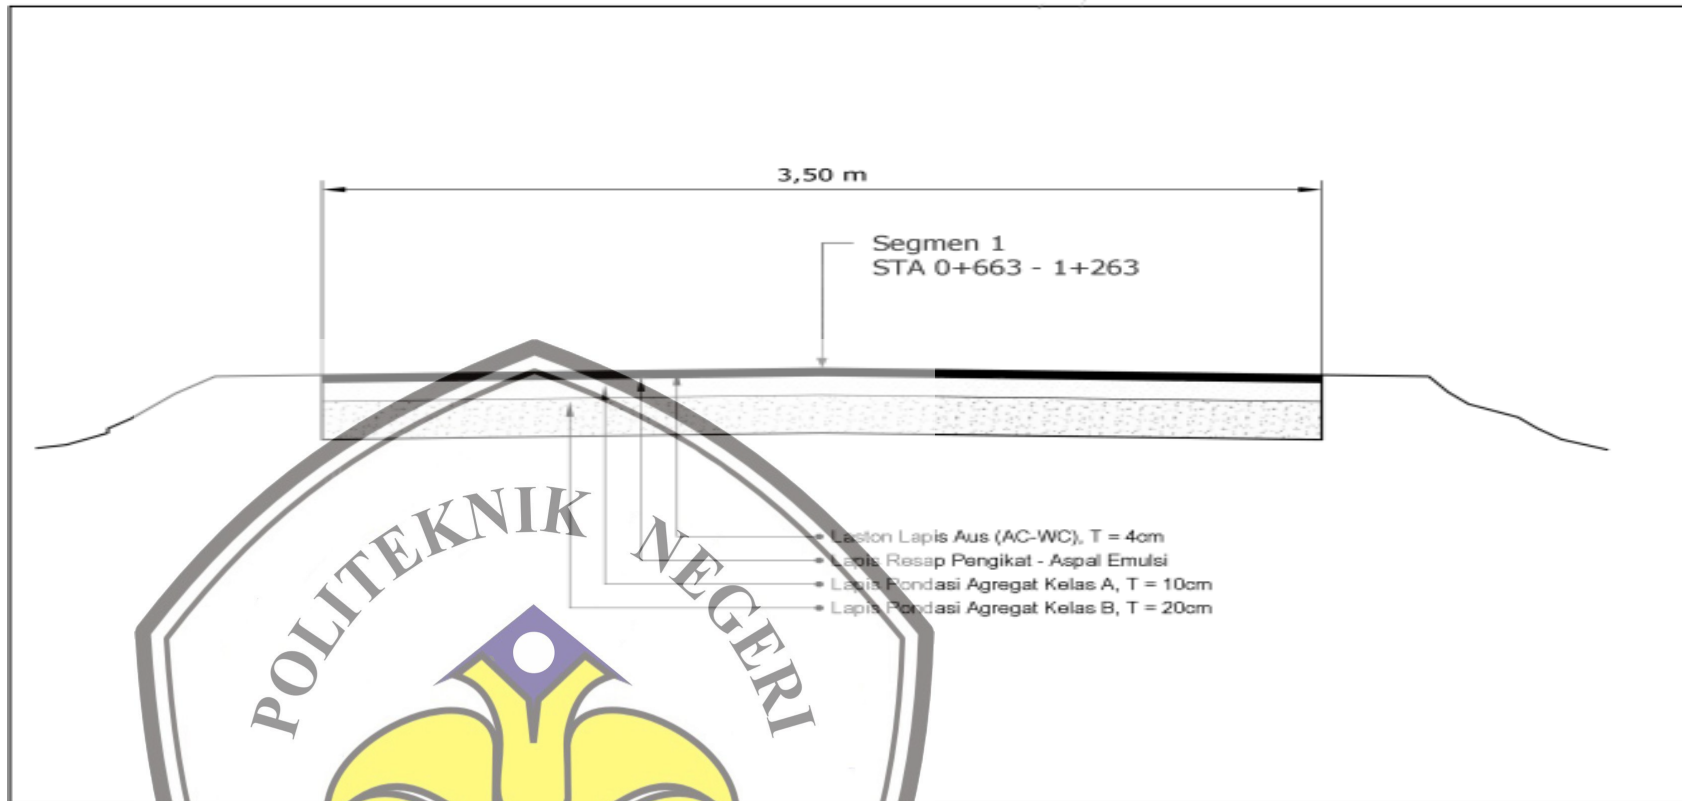 3,50 m
Segmen 1
STA 0+663 - 1+263
Laston Lapis Aus (AC-WC), T = 4cm
Lapis Resap Pengikat - Aspal Emulsi
Lapis Pondasi Agregat Kelas A, T = 10cm
Lapis Pondasi Agregat Kelas B, T = 20cm
POLITEKNIK NEGERI